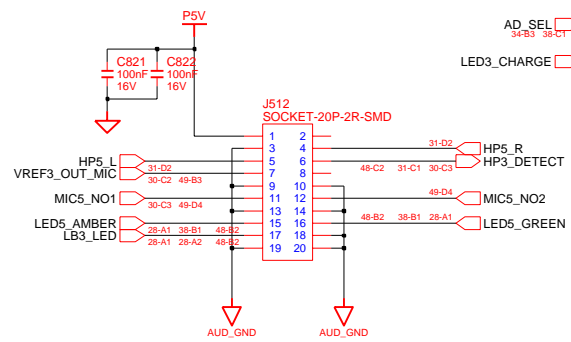 P5V
AD_SEL
34-B3 38-C1
LED3_CHARGE
C821
100nF
16V
C822
100nF
16V
J512
SOCKET-20P-2R-SMD
1 2
3 4
5 6
7 8
9 10
11 12
13 14
15 16
17 18
19 20
HP5_L
31-D2
VREF3_OUT_MIC
30-C2 49-B3
MIC5_NO1
30-C3 49-D4
LED5_AMBER
28-A1 38-B1 48-B2
LB3_LED
28-A1 28-A2 48-B2
31-D2
HP5_R
HP3_DETECT
48-C2 31-C1 30-C3
49-D4
MIC5_NO2
48-B2 38-B1 28-A1
LED5_GREEN
AUD_GND
AUD_GND